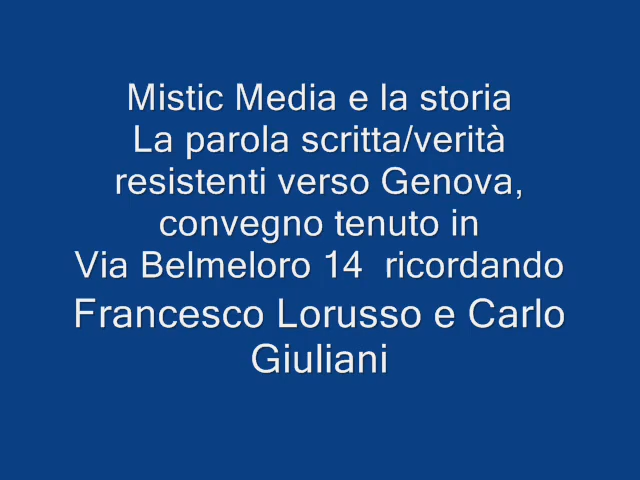 Mistic Media e la storia
La parola scritta/verità
resistenti verso Genova,
convegno tenuto in
Via Belmeloro 14  ricordando
Francesco Lorusso e Carlo
Giuliani